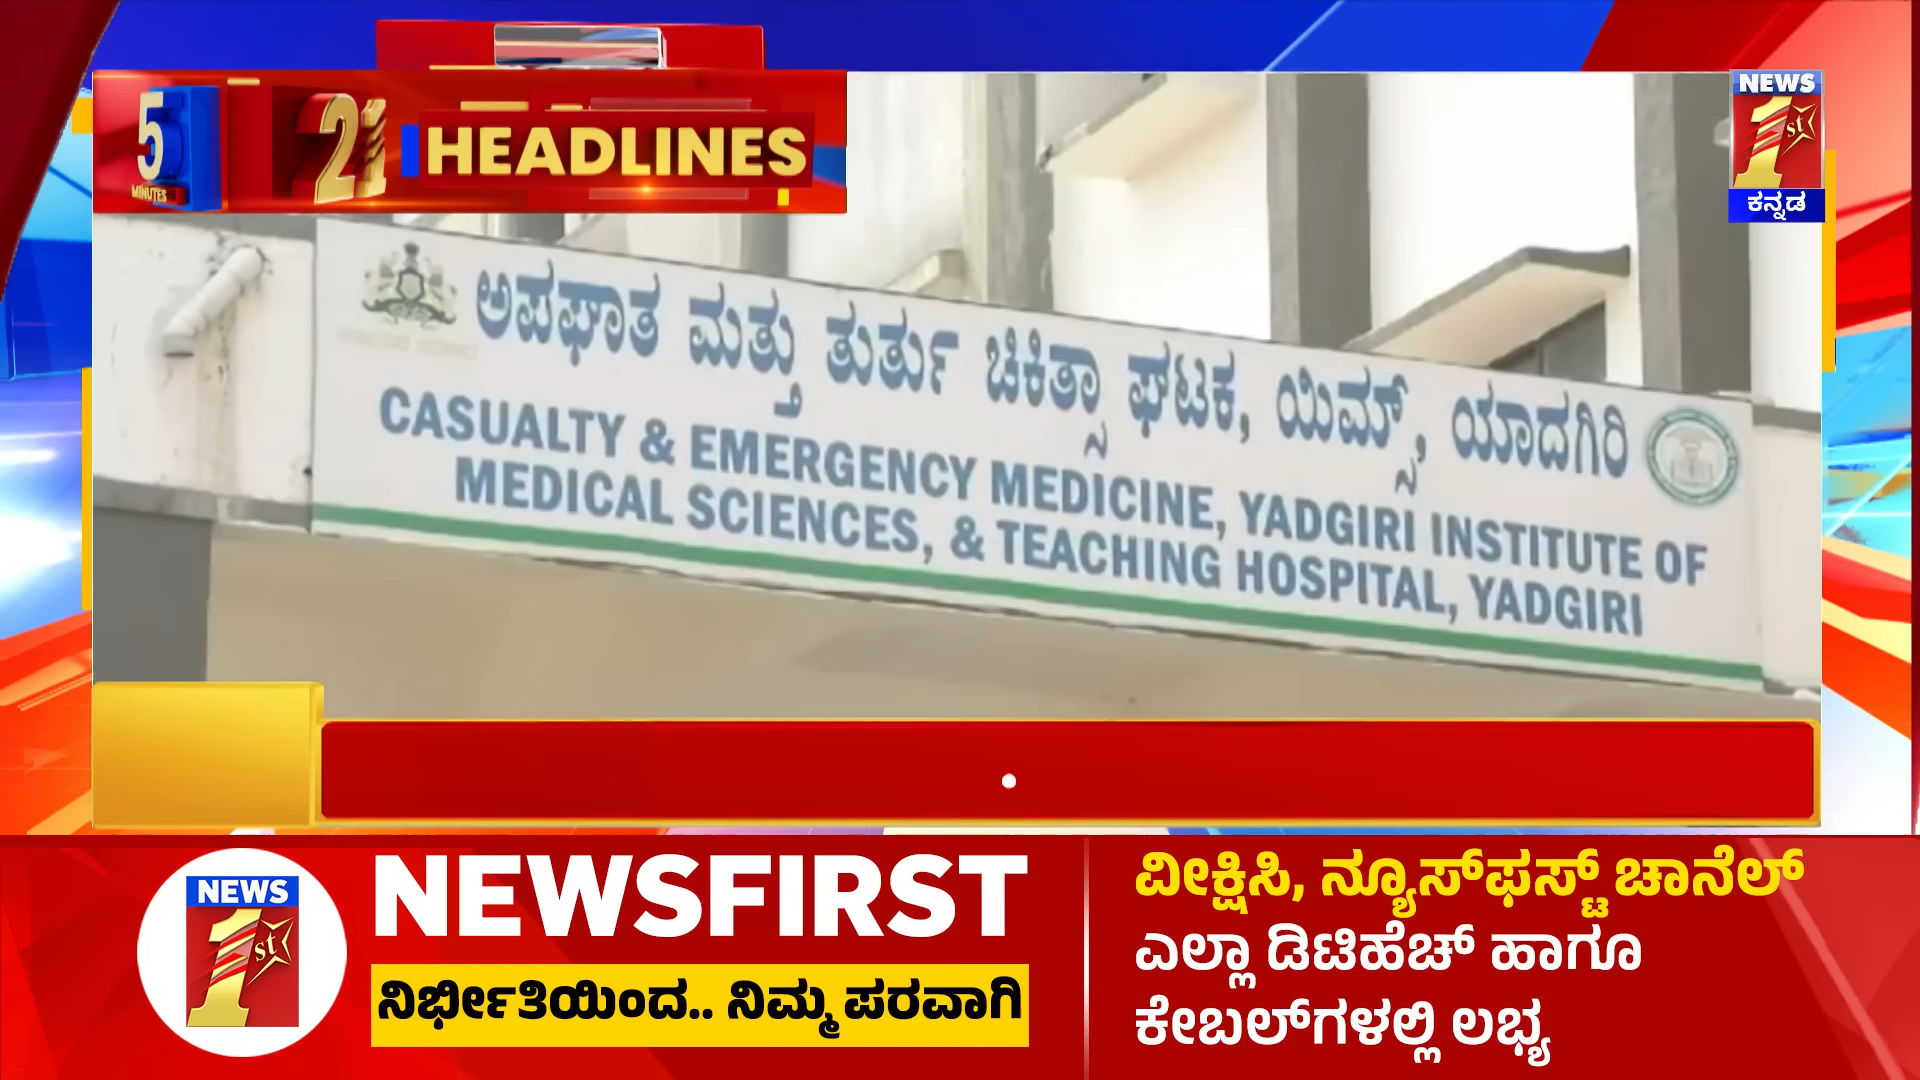 5
MINUTES
21
HEADLINES
NEWS
1st
ಕನ್ನಡ
ಅಪಘಾತ ಮತ್ತು ತುರ್ತು ಚಿಕಿತ್ಸಾ ಘಟಕ, ಯಿಮ್ಸ್, ಯಾದಗಿರಿ
CASUALTY & EMERGENCY MEDICINE, YADGIRI INSTITUTE OF
MEDICAL SCIENCES, & TEACHING HOSPITAL, YADGIRI
NEWS
1st
NEWSFIRST
ನಿರ್ಭೀತಿಯಿಂದ.. ನಿಮ್ಮ ಪರವಾಗಿ
ವೀಕ್ಷಿಸಿ, ನ್ಯೂಸ್‌ಫಸ್ಟ್ ಚಾನೆಲ್
ಎಲ್ಲಾ ಡಿಟಿಹೆಚ್ ಹಾಗೂ
ಕೇಬಲ್‌ಗಳಲ್ಲಿ ಲಭ್ಯ